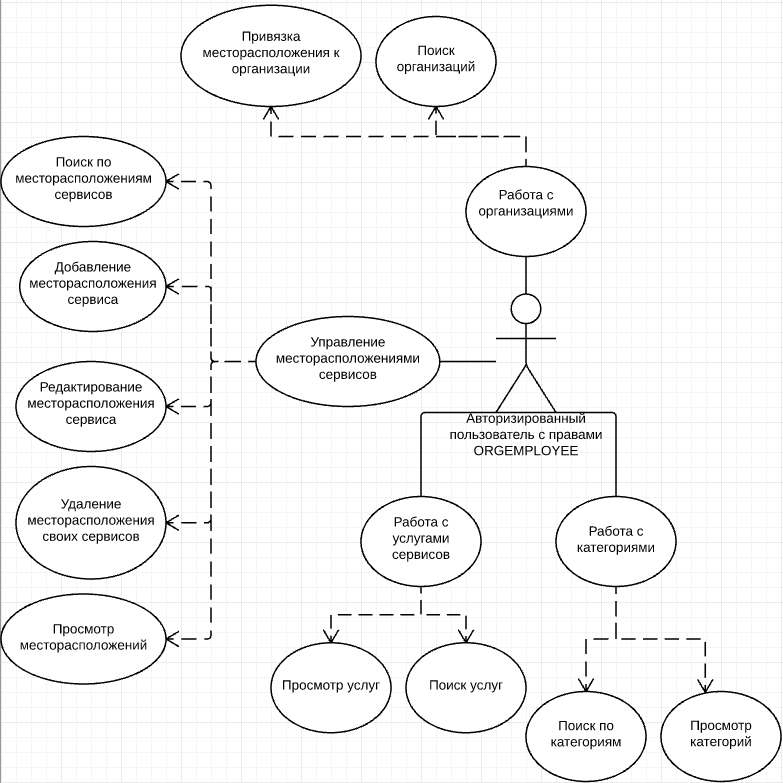 Привязка
месторасположения к
организации
Поиск
организаций
Поиск по
месторасположениям
сервисов
Работа с
организациями
Добавление
месторасположения
сервиса
Управление
месторасположениями
сервисов
Редактирование
месторасположения
сервиса
Авторизированный
пользователь с правами
ORGEMPLOYEE
Удаление
месторасположения
своих сервисов
Работа с
услугами
сервисов
Работа с
категориями
Просмотр
месторасположений
Просмотр услуг
Поиск услуг
Поиск по
категориям
Просмотр
категорий